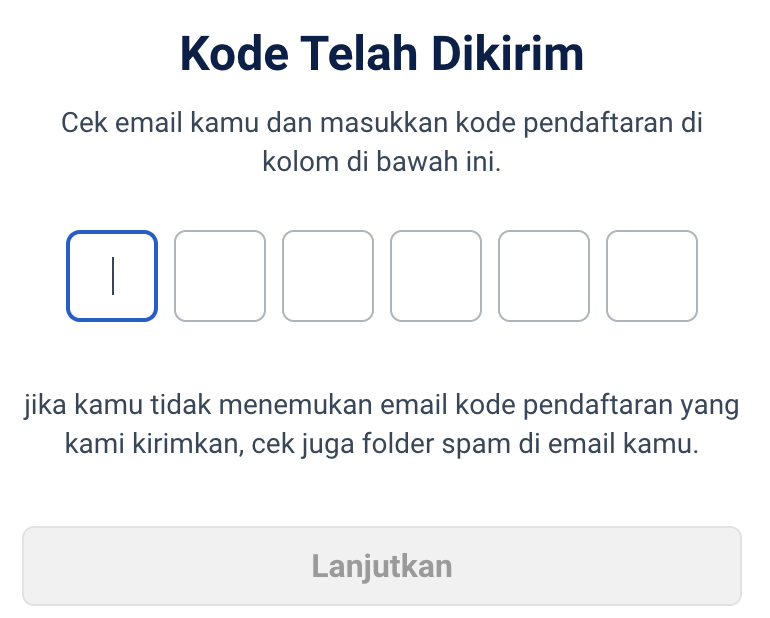 Kode Telah Dikirim
Cek email kamu dan masukkan kode pendaftaran di
kolom di bawah ini.
jika kamu tidak menemukan email kode pendaftaran yang
kami kirimkan, cek juga folder spam di email kamu.
Lanjutkan